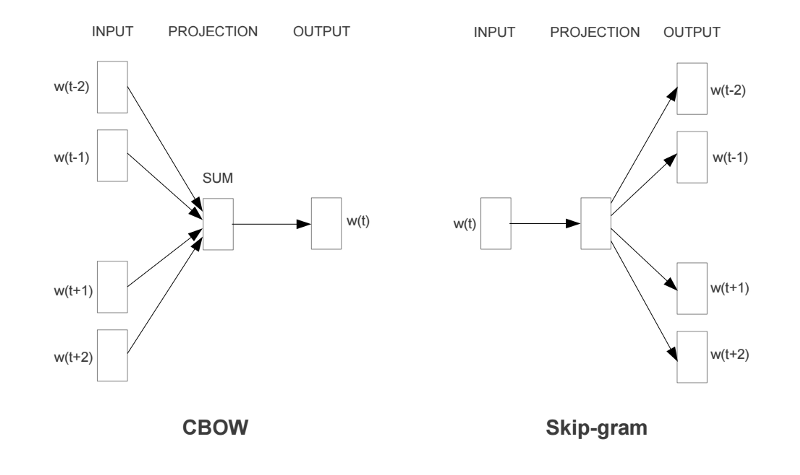 INPUT PROJECTION OUTPUT
w(t-2)
w(t-1)
SUM
w(t)
w(t+1)
w(t+2)
CBOW
INPUT PROJECTION OUTPUT
w(t-2)
w(t-1)
w(t)
w(t+1)
w(t+2)
Skip-gram